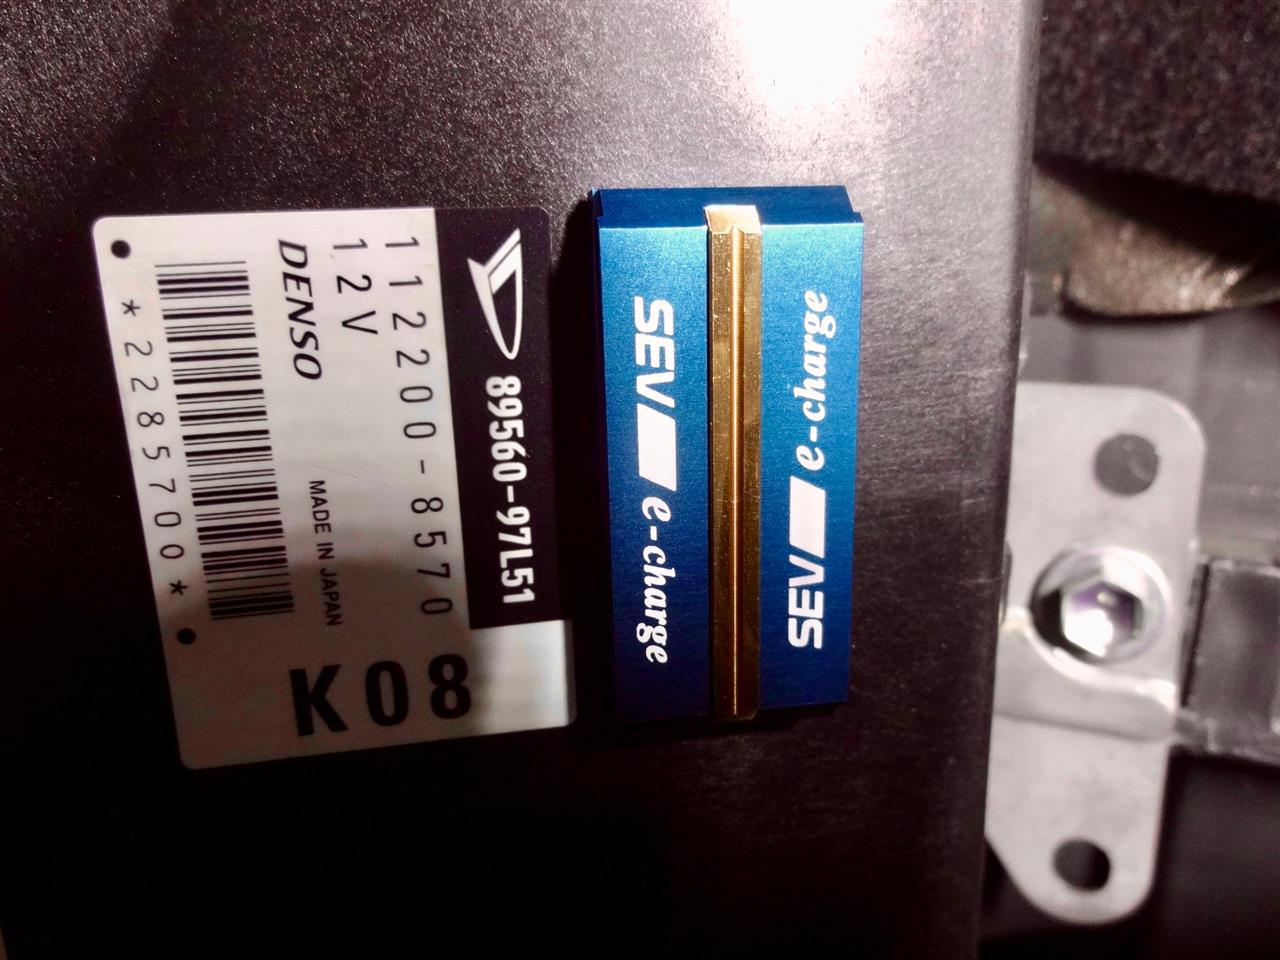 89560-97L51
112200-8570
12V
DENSO MADE IN JAPAN
*2285700*
K08
SEV e-charge
SEV e-charge